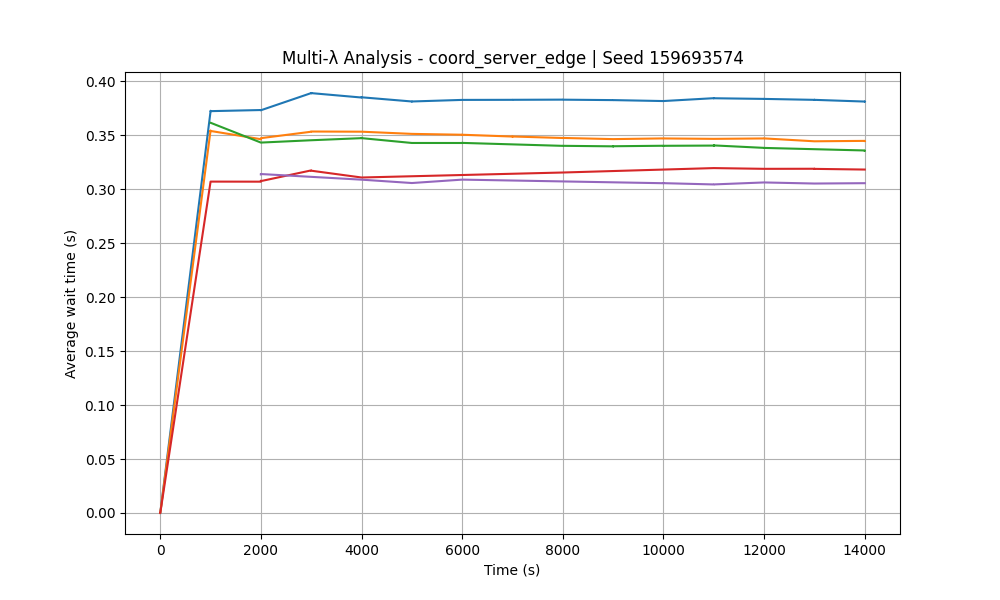 Multi-λ Analysis - coord_server_edge | Seed 159693574
0.40
0.35
0.30
0.25
0.20
0.15
0.10
0.05
0.00
Average wait time (s)
0 2000 4000 6000 8000 10000 12000 14000
Time (s)